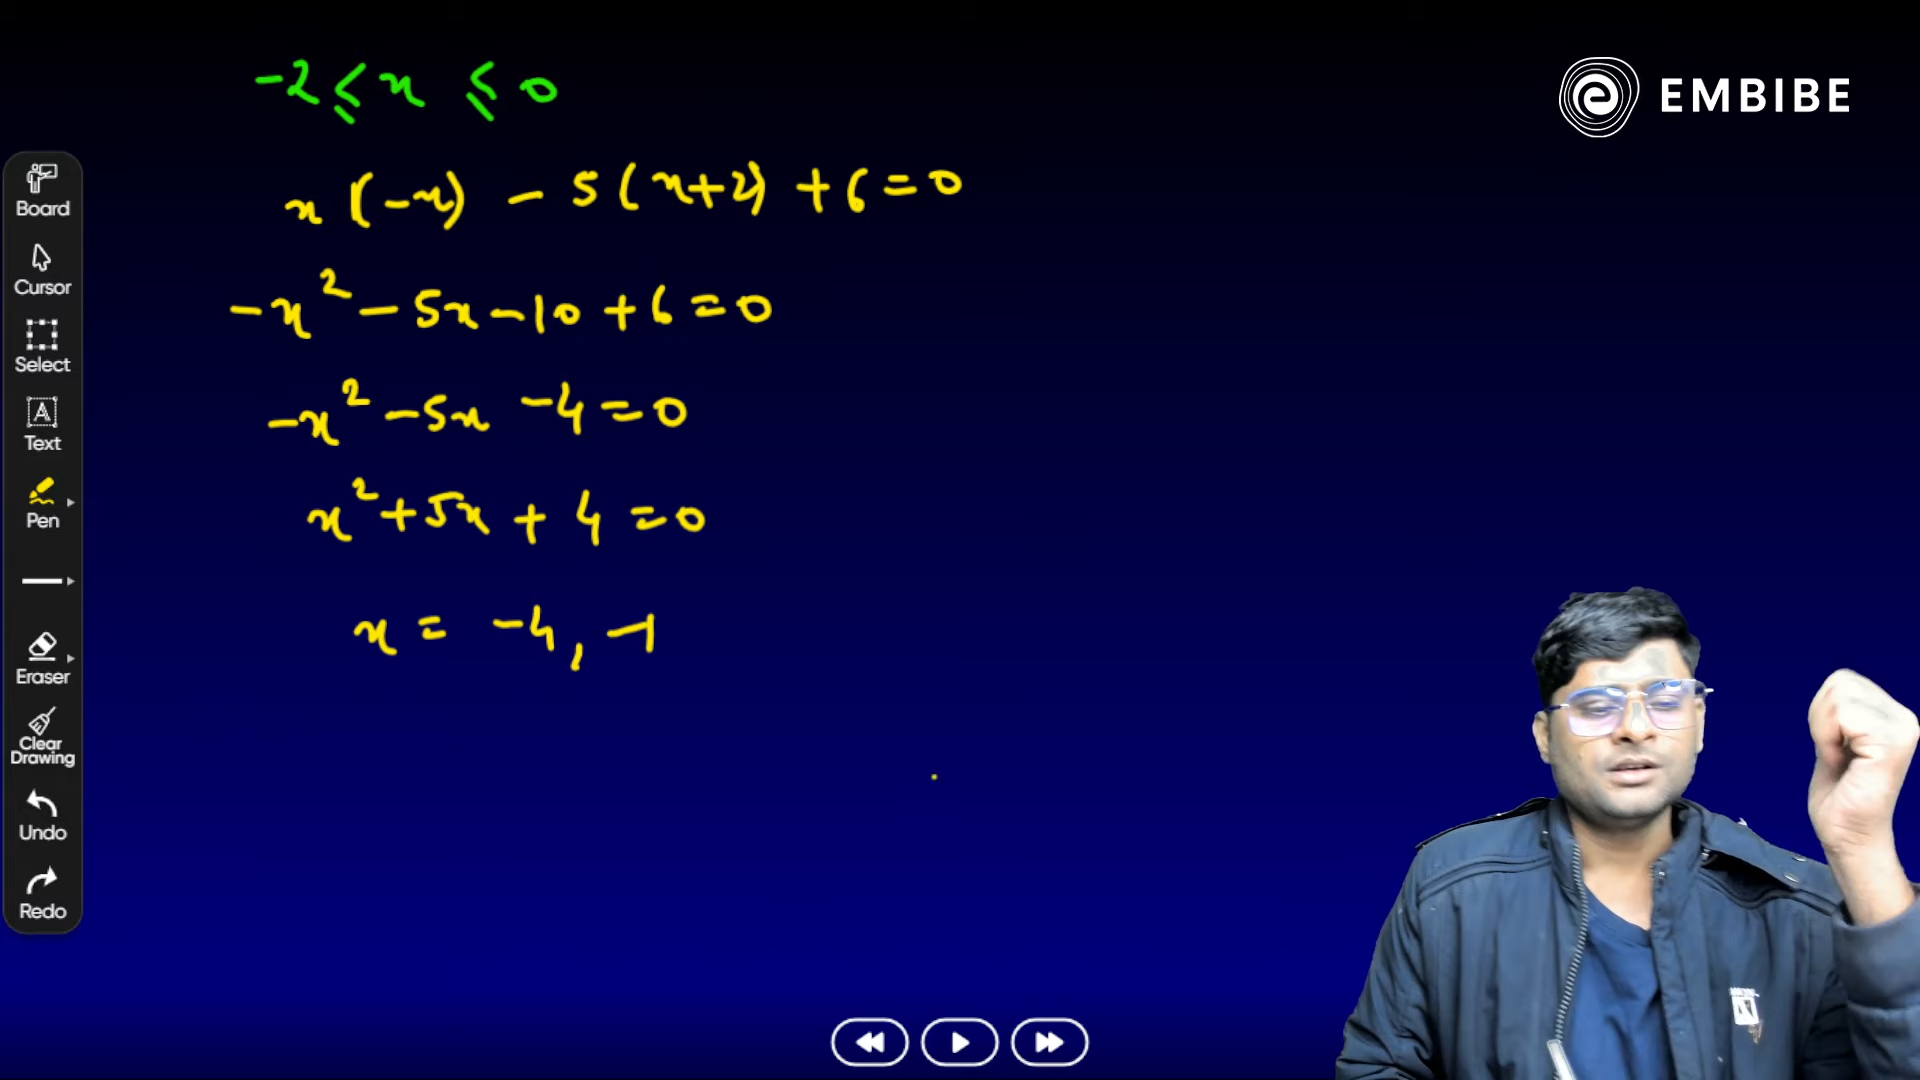 -2 ≤ x ≤ 0
EMBIBE
x (-x) - 5 (x+2) + 6 = 0
-x² - 5x - 10 + 6 = 0
-x² - 5x - 4 = 0
x² + 5x + 4 = 0
x = -4, -1
Board
Cursor
Select
Text
Pen
Eraser
Clear
Drawing
Undo
Redo